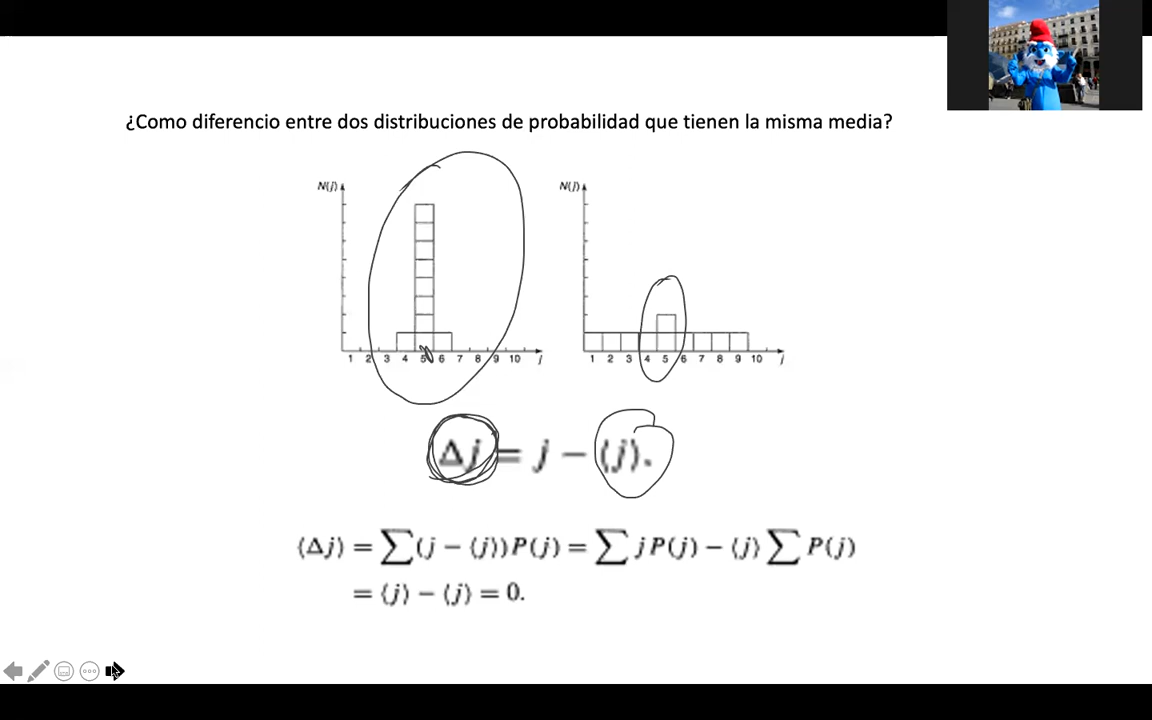 ¿Como diferencio entre dos distribuciones de probabilidad que tienen la misma media?
N(j)
1 2 3 4 5 6 7 8 9 10 j
N(j)
1 2 3 4 5 6 7 8 9 10 j
Δj = j − ⟨j⟩.
⟨Δj⟩ = ∑(j − ⟨j⟩)P(j) = ∑ jP(j) − ⟨j⟩ ∑ P(j)
= ⟨j⟩ − ⟨j⟩ = 0.